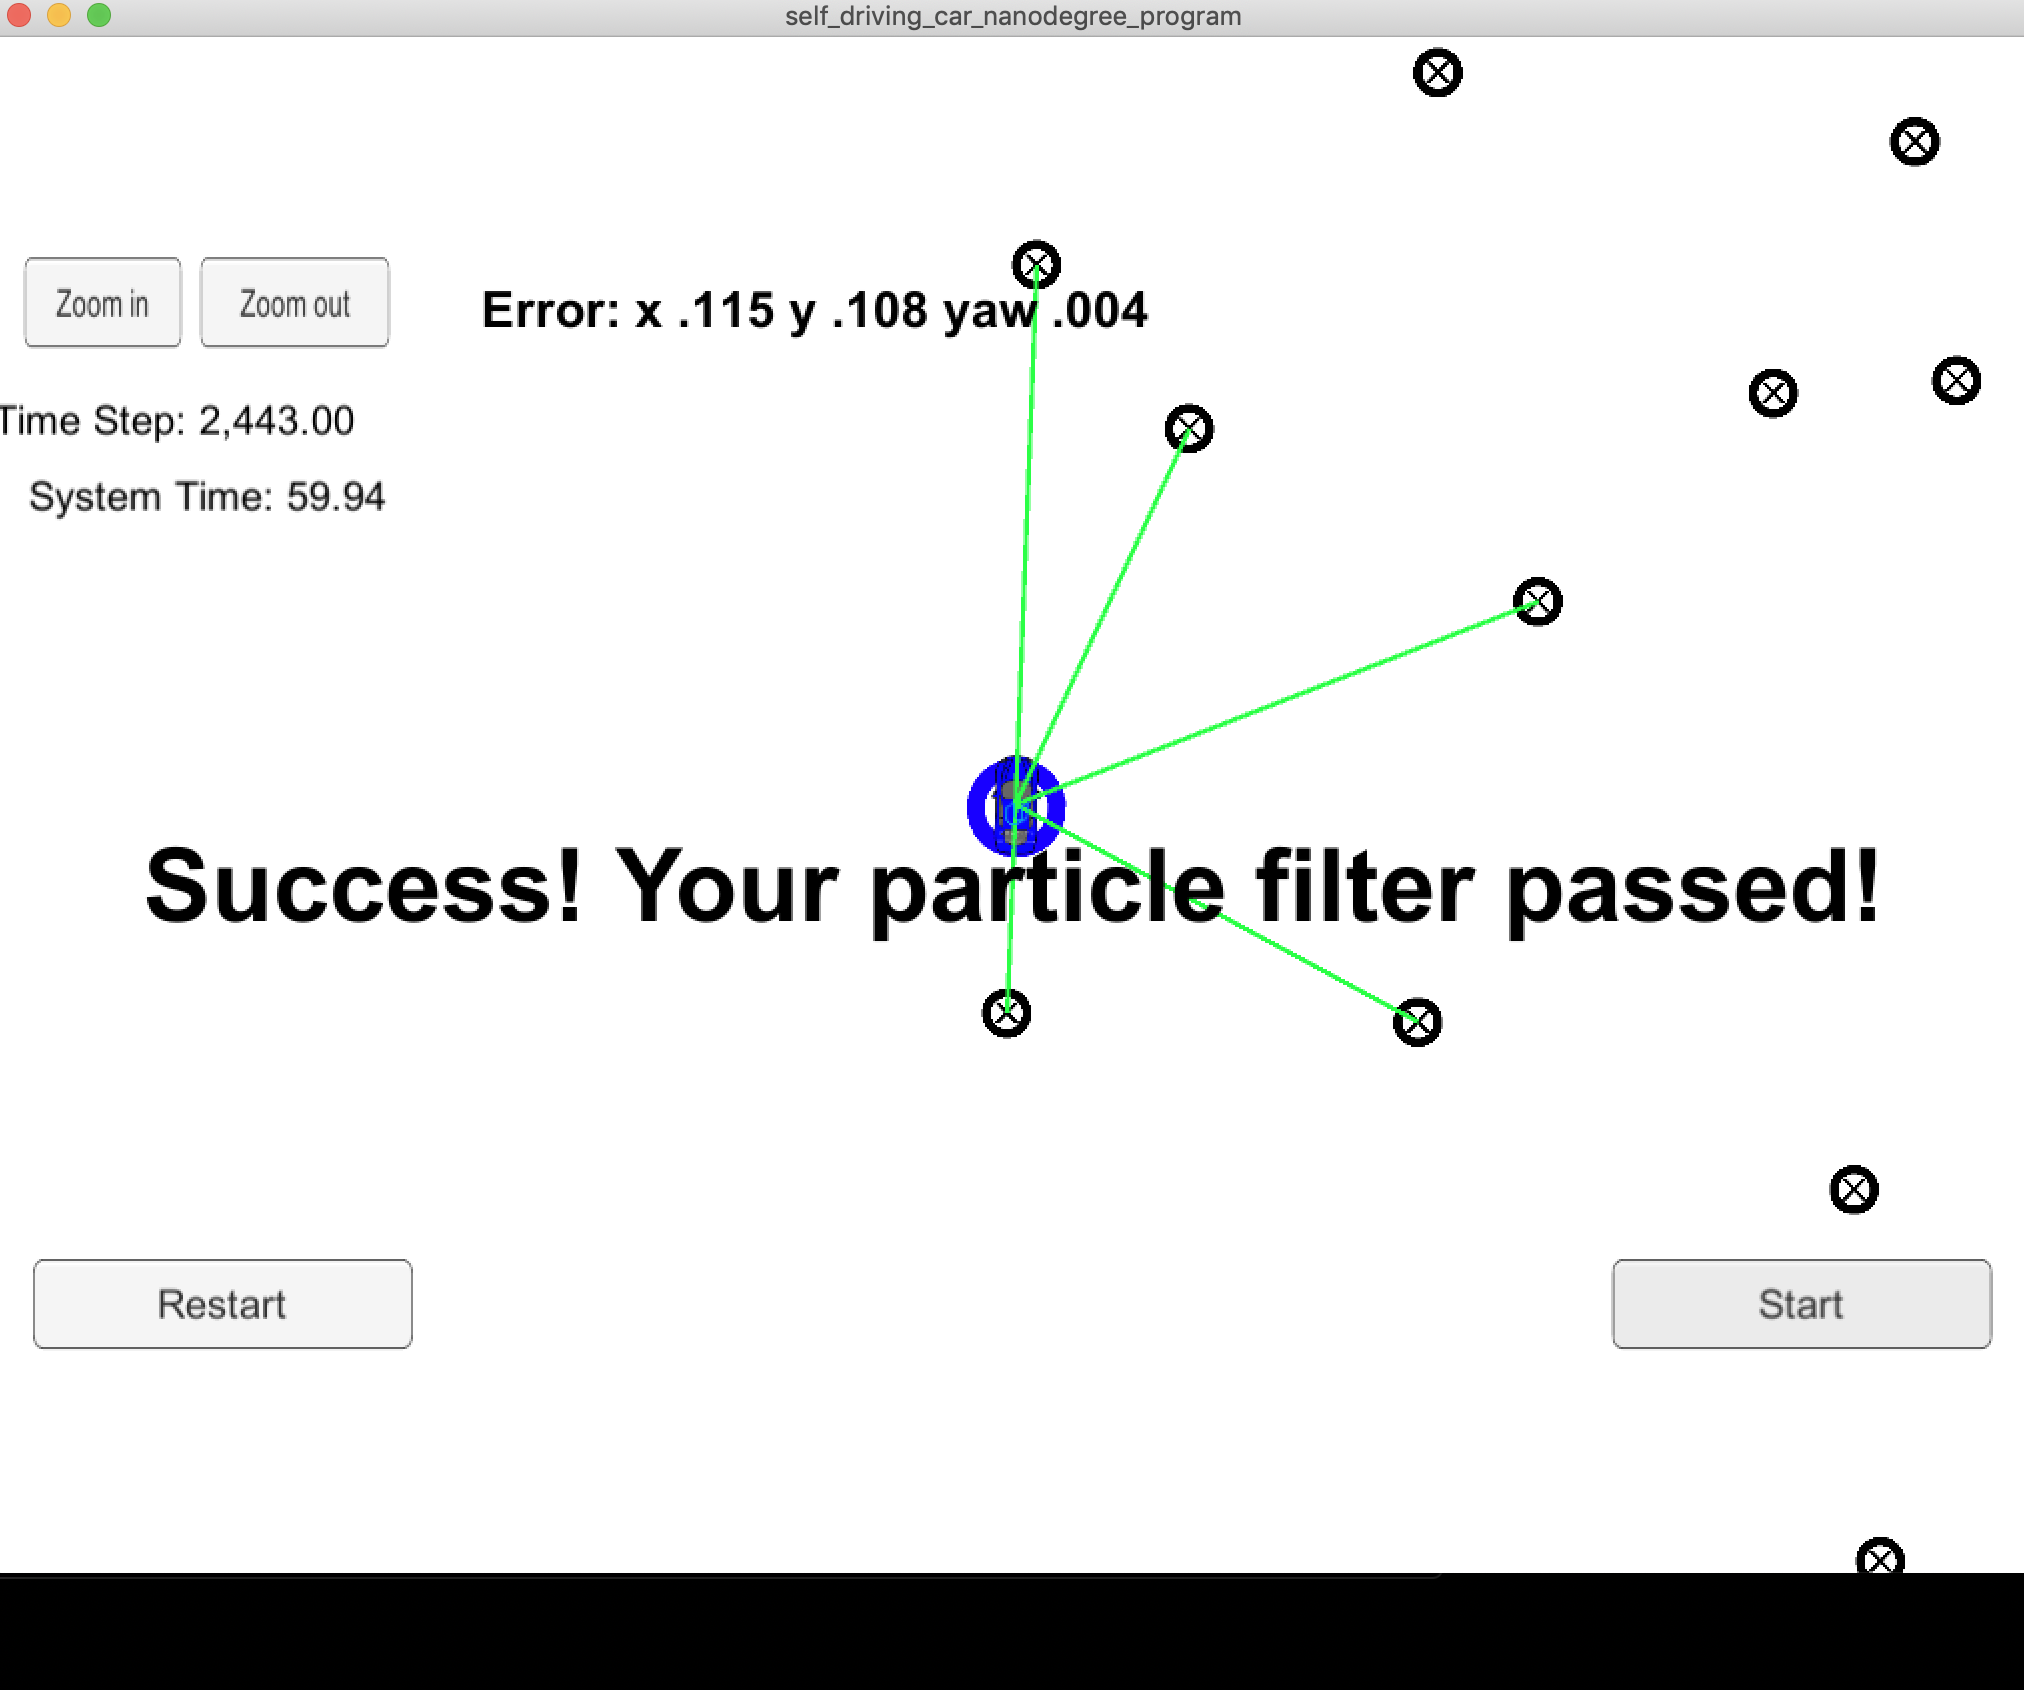 self_driving_car_nanodegree_program
Zoom in
Zoom out
Error: x .115 y .108 yaw .004
Time Step: 2,443.00
System Time: 59.94
Success! Your particle filter passed!
Restart
Start